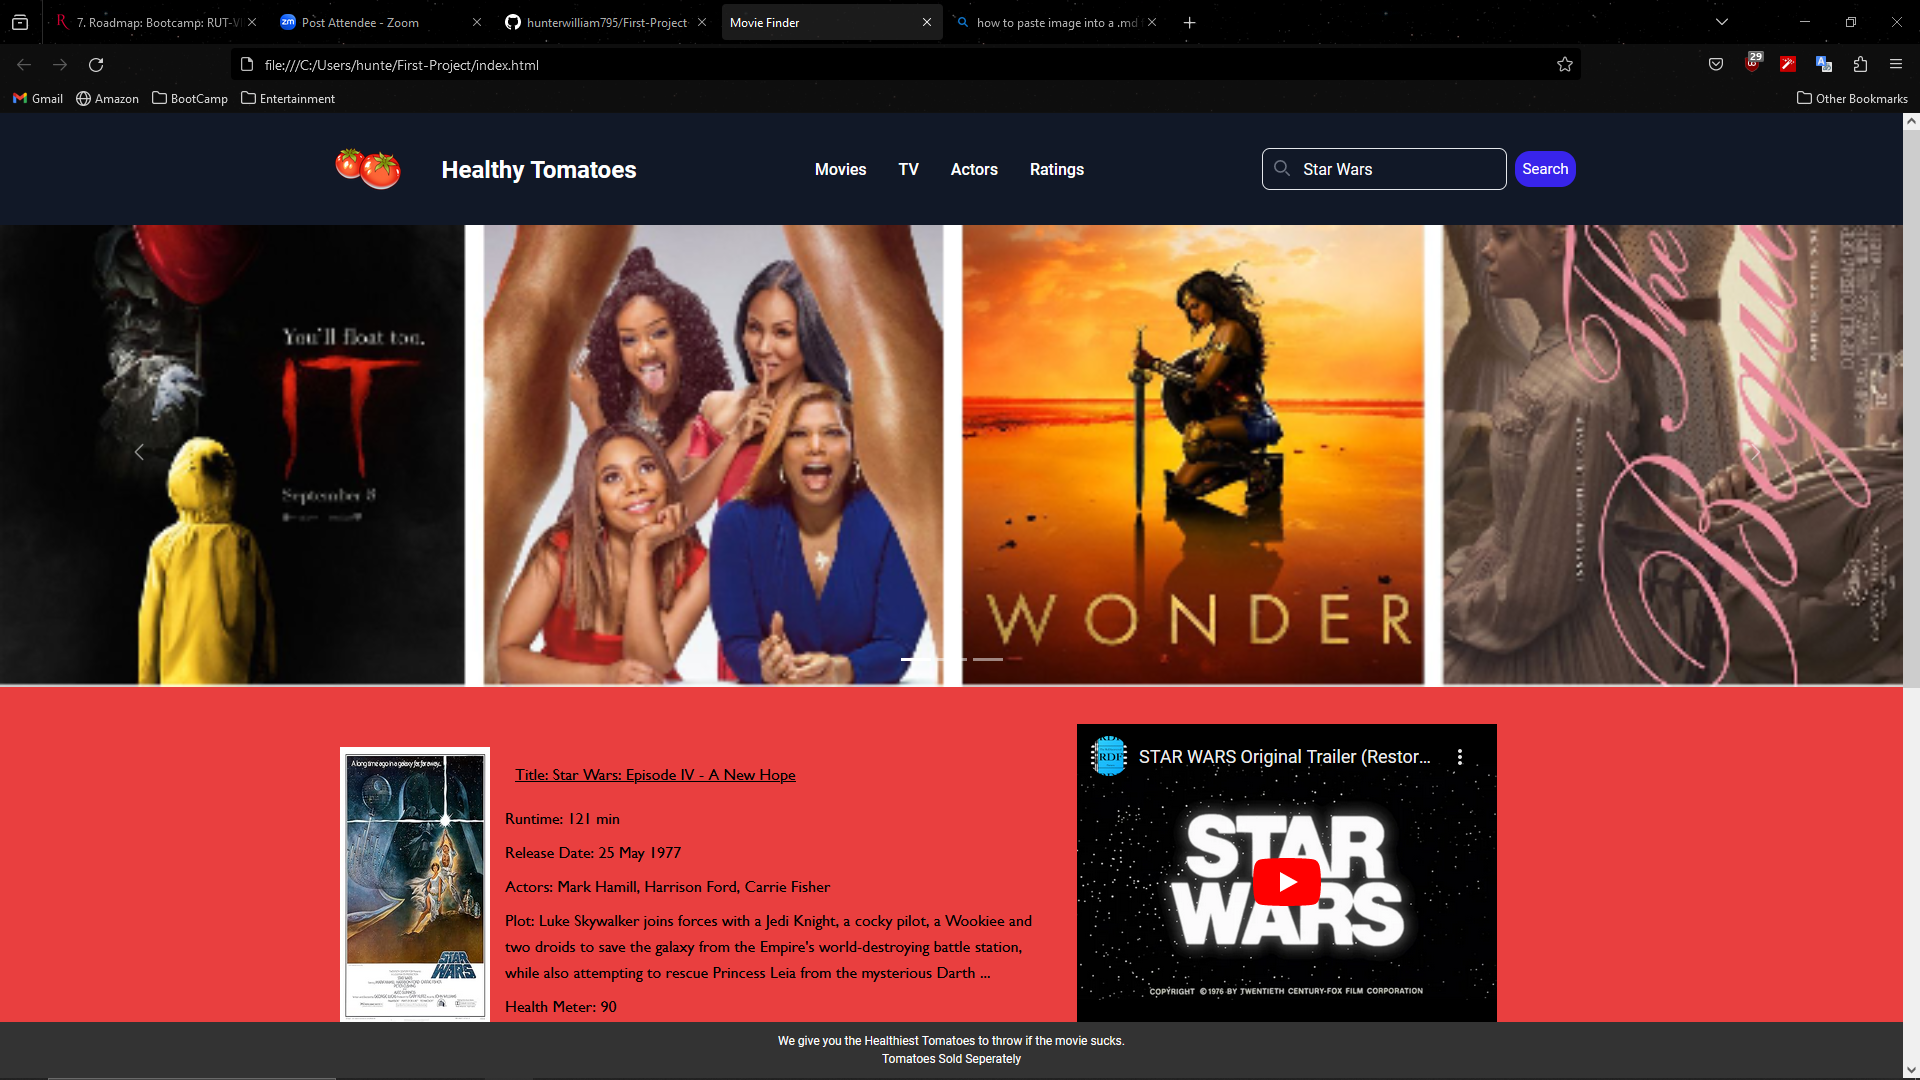 7. Roadmap: Bootcamp: RUT-V
Post Attendee - Zoom
hunterwilliam795/First-Project
Movie Finder
how to paste image into a .md
file:///C:/Users/hunte/First-Project/index.html
29
Gmail
Amazon
BootCamp
Entertainment
Other Bookmarks
Healthy Tomatoes
Movies
TV
Actors
Ratings
Star Wars
Search
You'll float too.
IT
September 8
WONDER
The
Title: Star Wars: Episode IV - A New Hope
Runtime: 121 min
Release Date: 25 May 1977
Actors: Mark Hamill, Harrison Ford, Carrie Fisher
Plot: Luke Skywalker joins forces with a Jedi Knight, a cocky pilot, a Wookiee and
two droids to save the galaxy from the Empire's world-destroying battle station,
while also attempting to rescue Princess Leia from the mysterious Darth ...
Health Meter: 90
A long time ago in a galaxy far, far away...
STAR
WARS
RDF
STAR WARS Original Trailer (Restor...
STAR
WARS
COPYRIGHT ©1976 BY TWENTIETH CENTURY-FOX FILM CORPORATION
We give you the Healthiest Tomatoes to throw if the movie sucks.
Tomatoes Sold Seperately